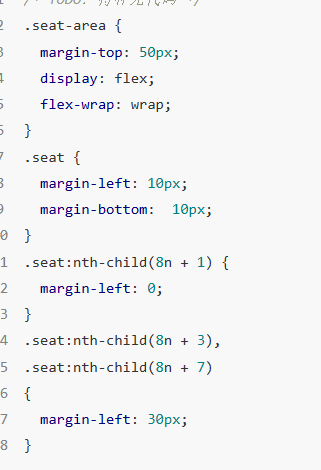 /* TODO:
2 .seat-area {
3 margin-top: 50px;
4 display: flex;
5 flex-wrap: wrap;
6 }
7 .seat {
8 margin-left: 10px;
9 margin-bottom:  10px;
0 }
1 .seat:nth-child(8n + 1) {
2 margin-left: 0;
3 }
4 .seat:nth-child(8n + 3),
5 .seat:nth-child(8n + 7)
6 {
7 margin-left: 30px;
8 }